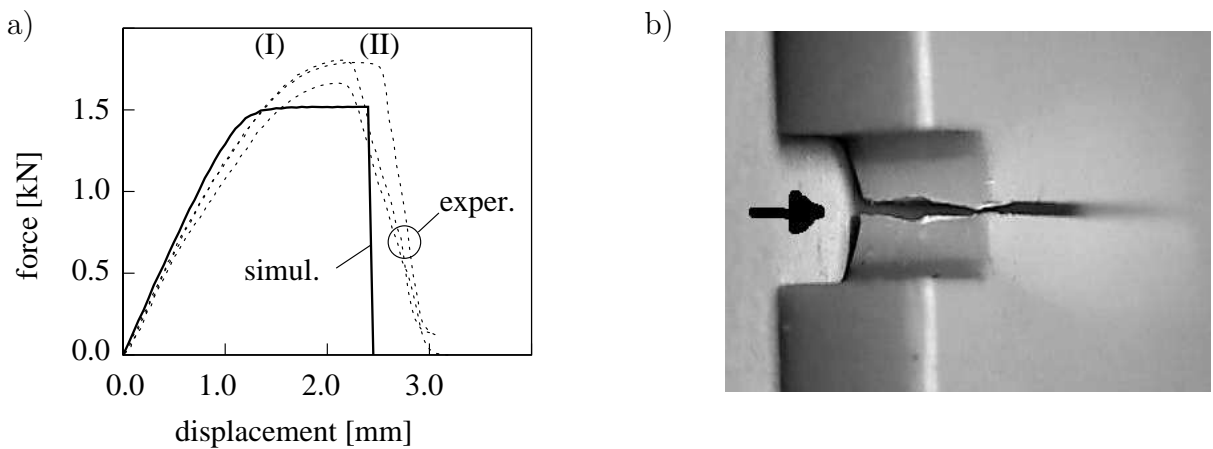 a)
(I) (II)
1.5
1.0
0.5
0.0
force [kN]
exper.
simul.
0.0 1.0 2.0 3.0
displacement [mm]
b)